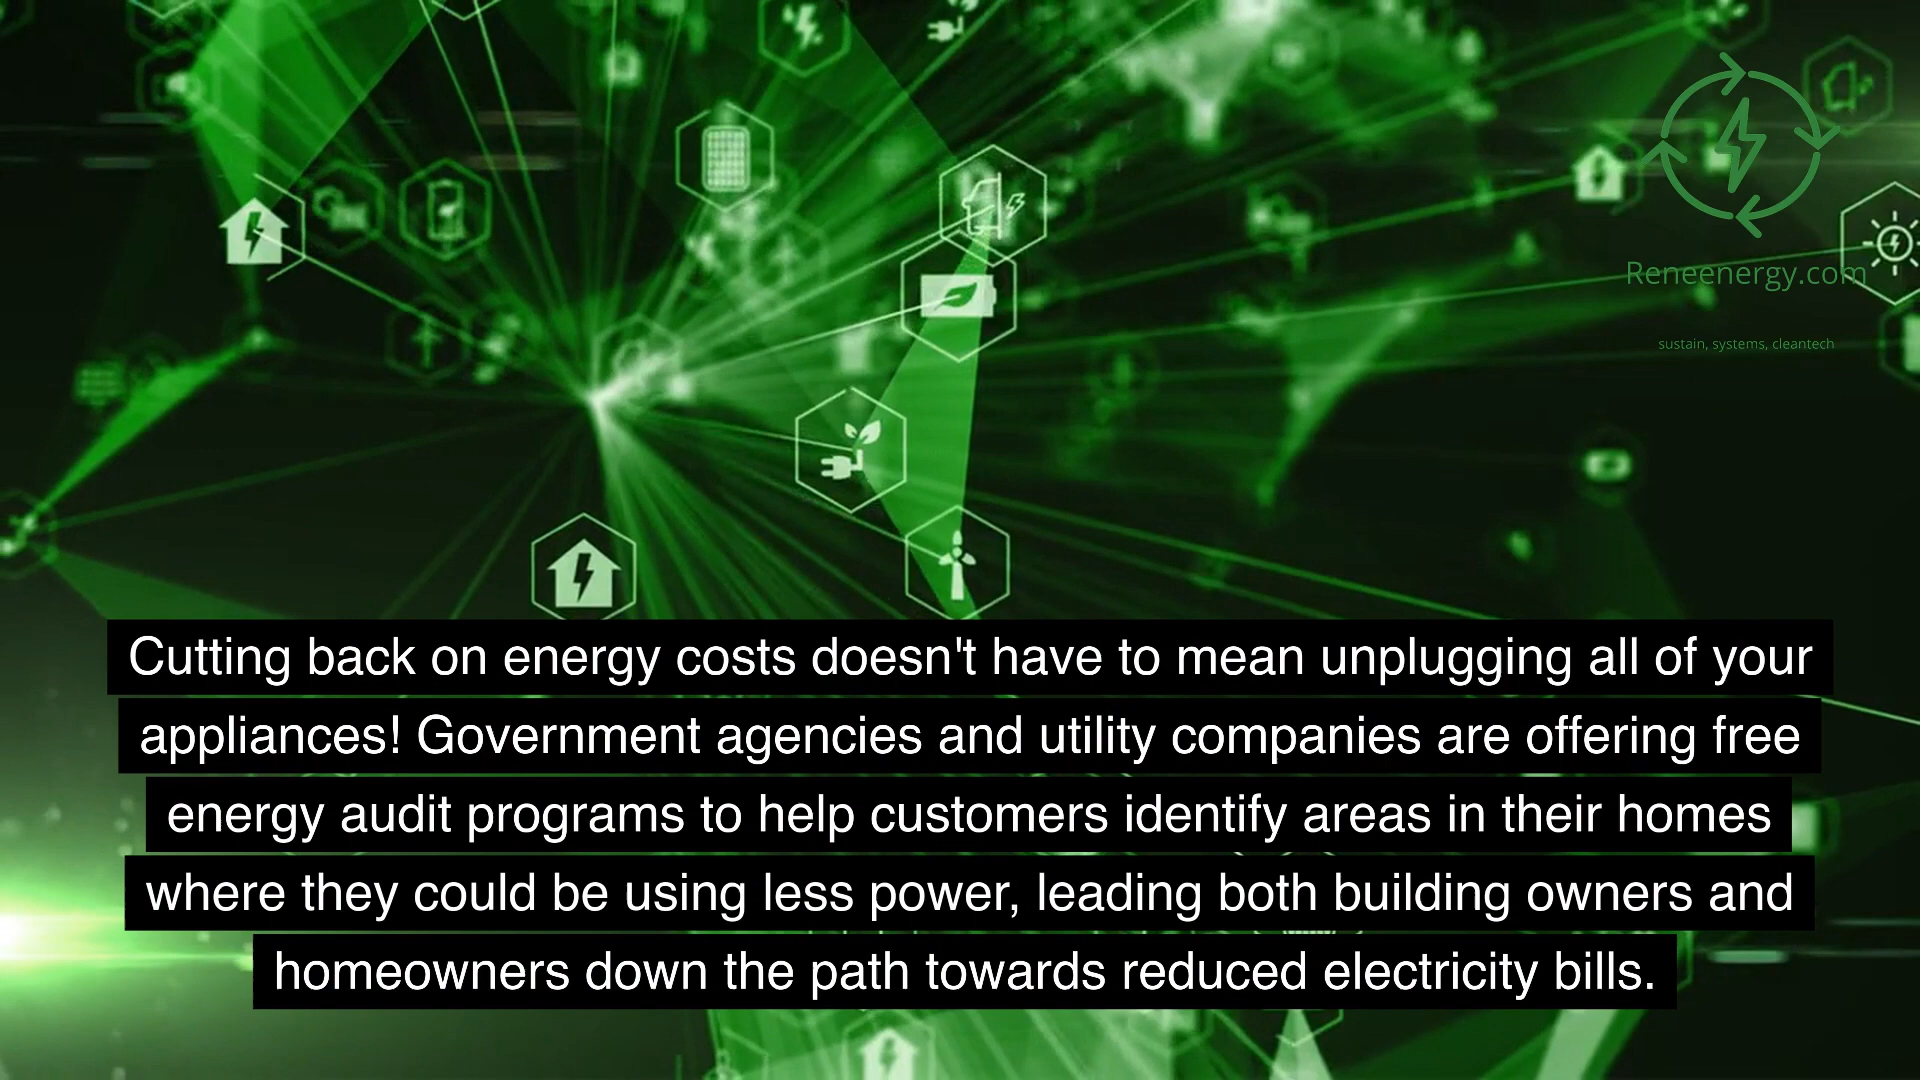 Reneenergy.com
sustain, systems, cleantech
Cutting back on energy costs doesn't have to mean unplugging all of your
appliances! Government agencies and utility companies are offering free
energy audit programs to help customers identify areas in their homes
where they could be using less power, leading both building owners and
homeowners down the path towards reduced electricity bills.